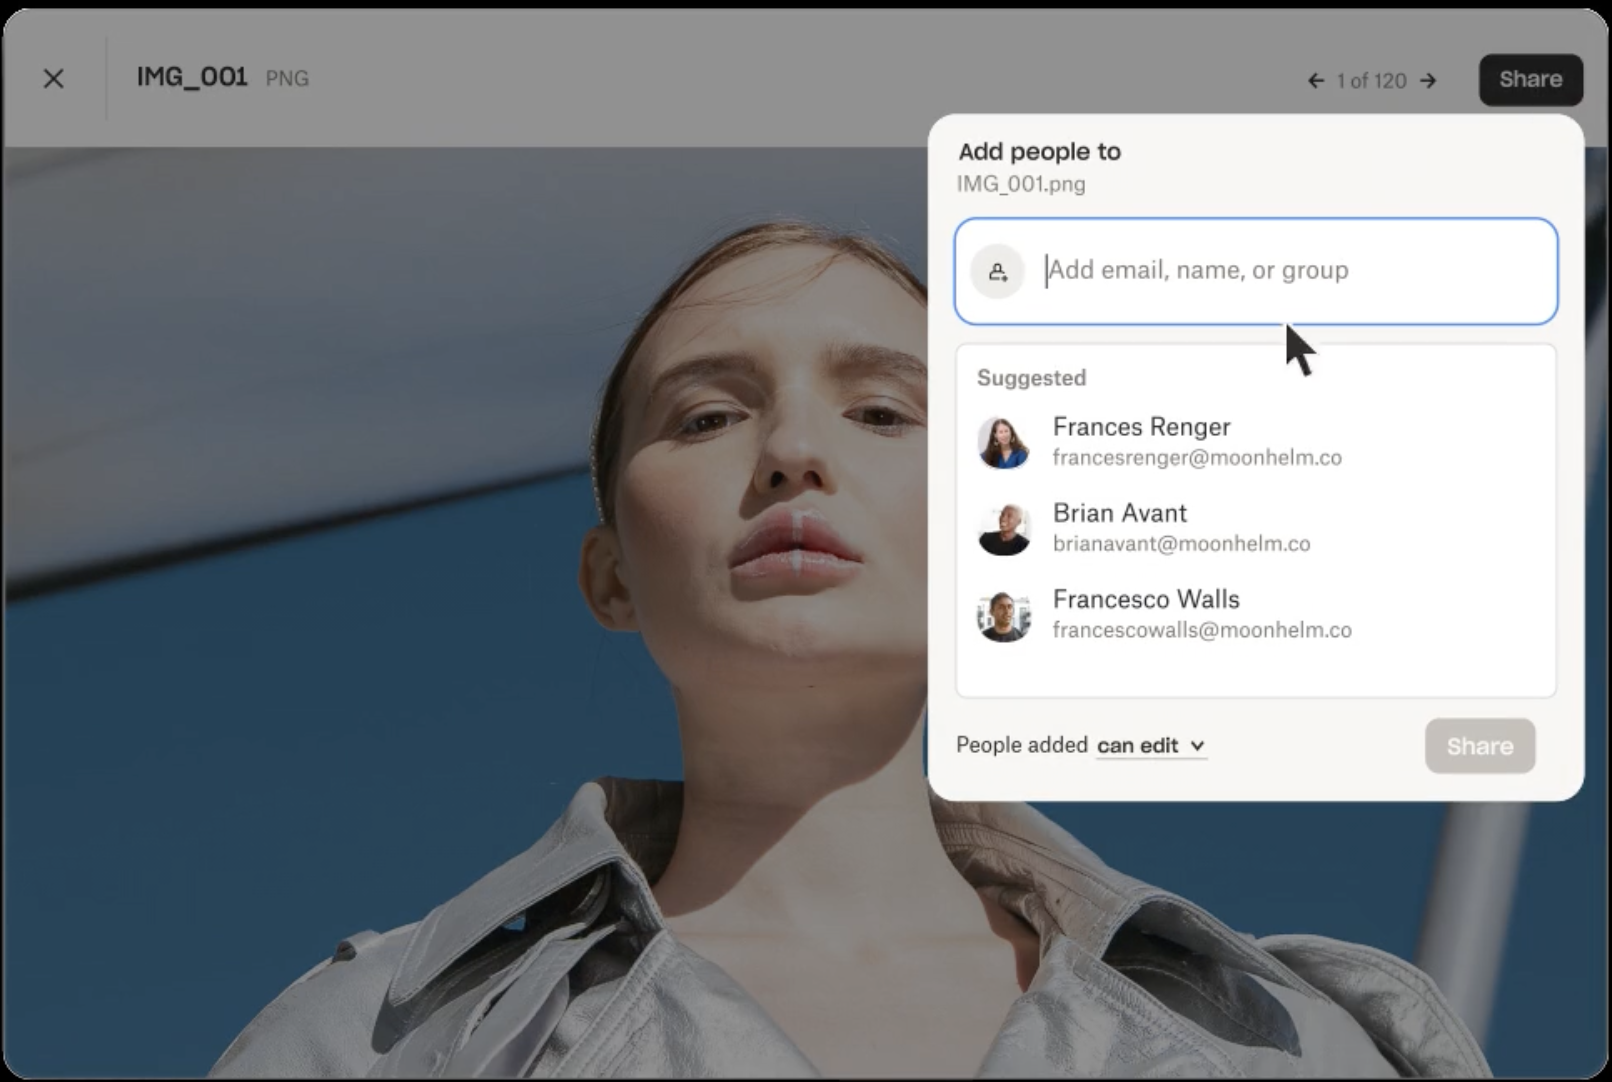 IMG_001 PNG
1 of 120
Share
Add people to
IMG_001.png
Add email, name, or group
Suggested
Frances Renger
francesrenger@moonhelm.co
Brian Avant
brianavant@moonhelm.co
Francesco Walls
francescowalls@moonhelm.co
People added can edit
Share